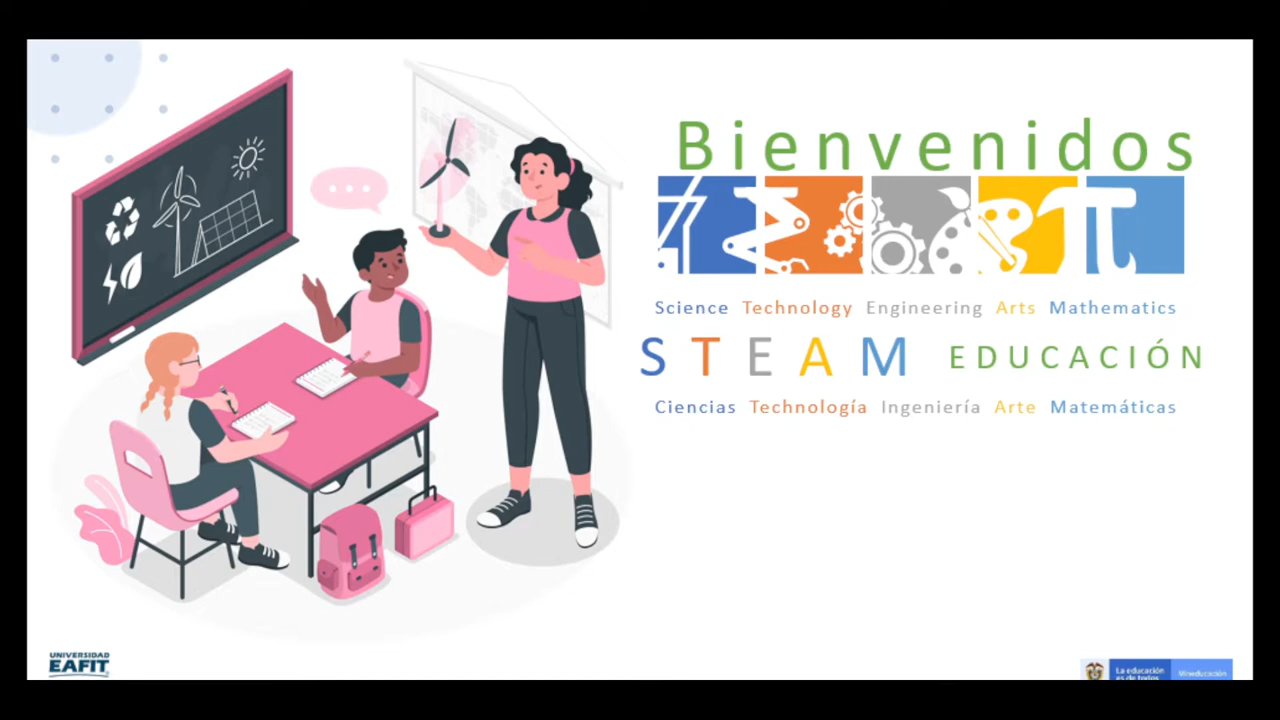 Bienvenidos
Science Technology Engineering Arts Mathematics
STEAM EDUCACIÓN
Ciencias Technología Ingeniería Arte Matemáticas
UNIVERSIDAD
EAFIT
La educación
es de todos
Mineducación